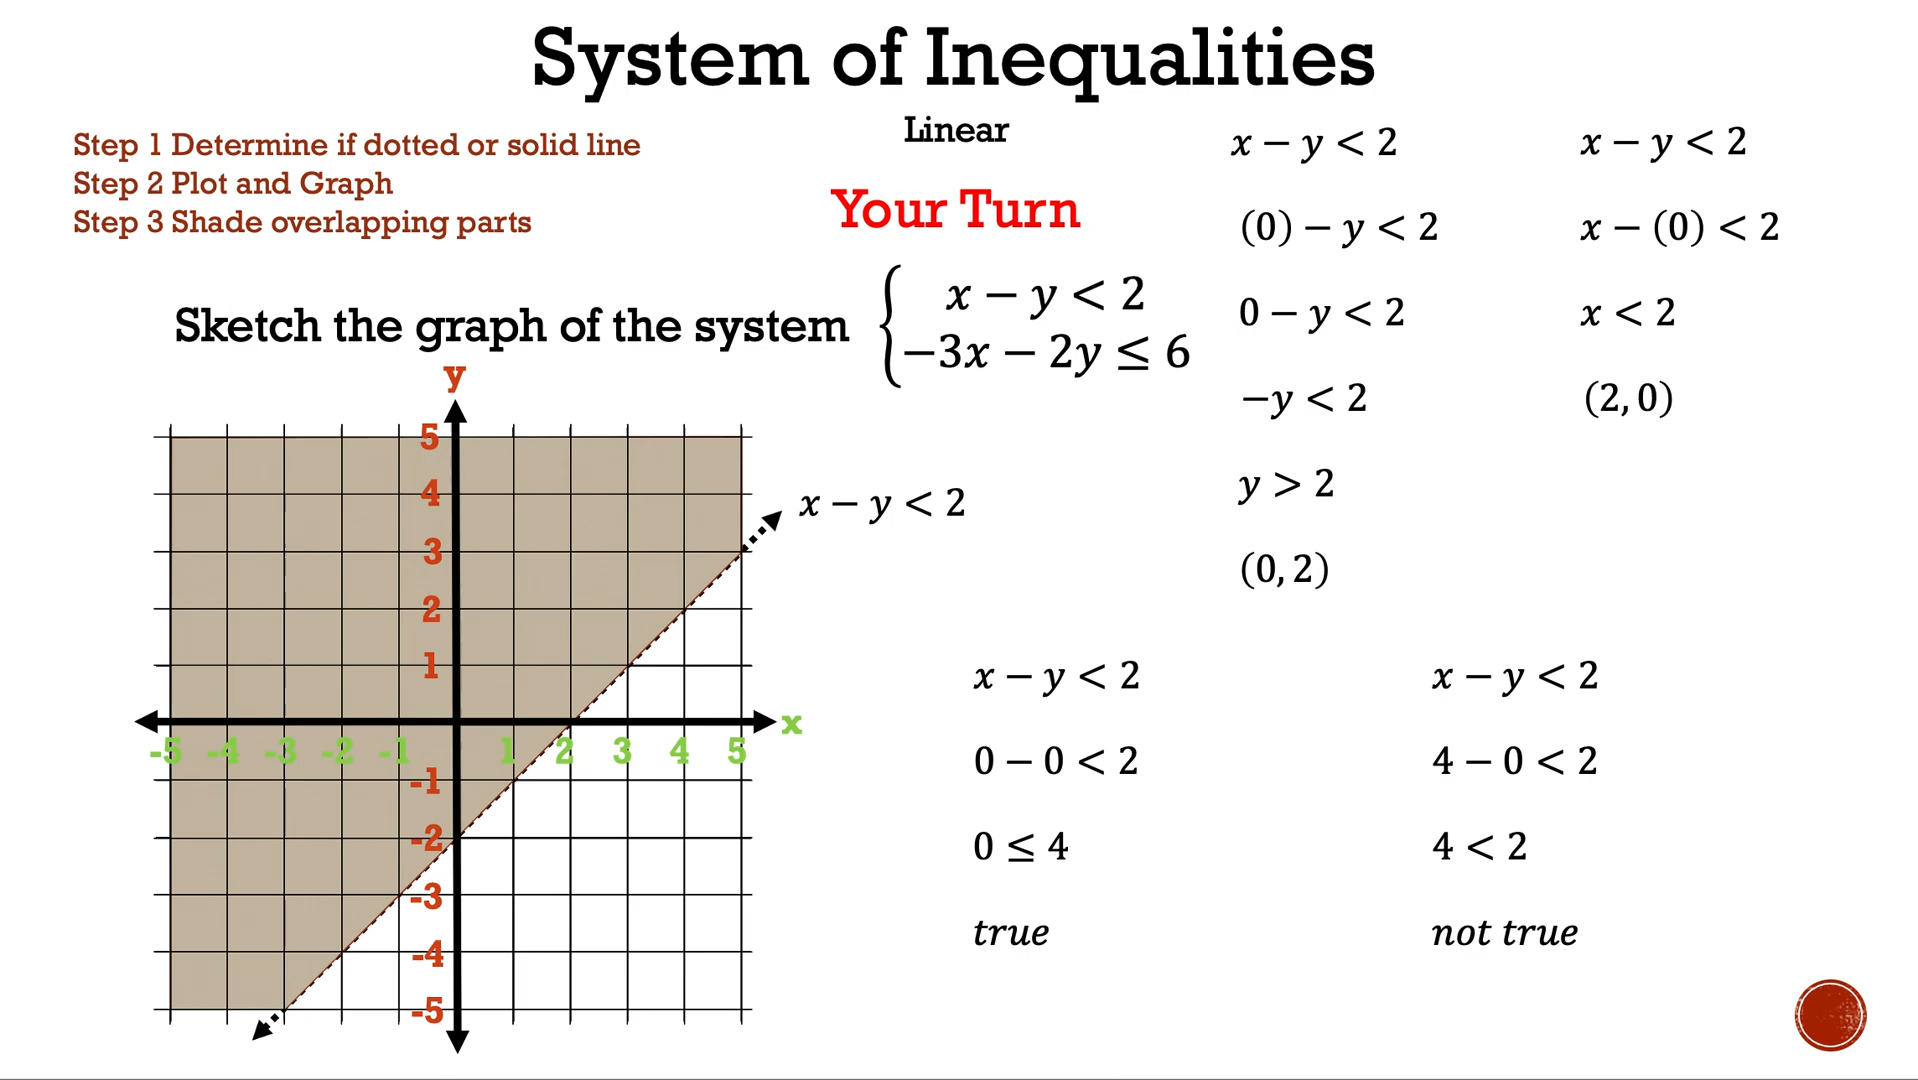 System of Inequalities
Linear
Step 1 Determine if dotted or solid line
Step 2 Plot and Graph
Step 3 Shade overlapping parts
Your Turn
Sketch the graph of the system
x − y < 2
−3x − 2y ≤ 6
x − y < 2
(0) − y < 2
0 − y < 2
−y < 2
y > 2
(0, 2)
x − y < 2
x − (0) < 2
x < 2
(2, 0)
y
5
4
3
2
1
-5 -4 -3 -2 -1 1 2 3 4 5
x
-1
-2
-3
-4
-5
x − y < 2
x − y < 2
0 − 0 < 2
0 ≤ 4
true
x − y < 2
4 − 0 < 2
4 < 2
not true